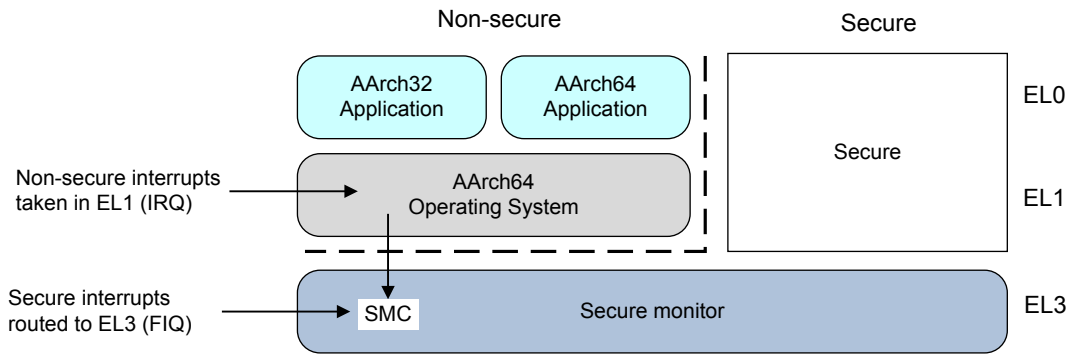 Non-secure
Secure
AArch32
Application
AArch64
Application
EL0
Secure
Non-secure interrupts
taken in EL1 (IRQ)
AArch64
Operating System
EL1
Secure interrupts
routed to EL3 (FIQ)
SMC
Secure monitor
EL3